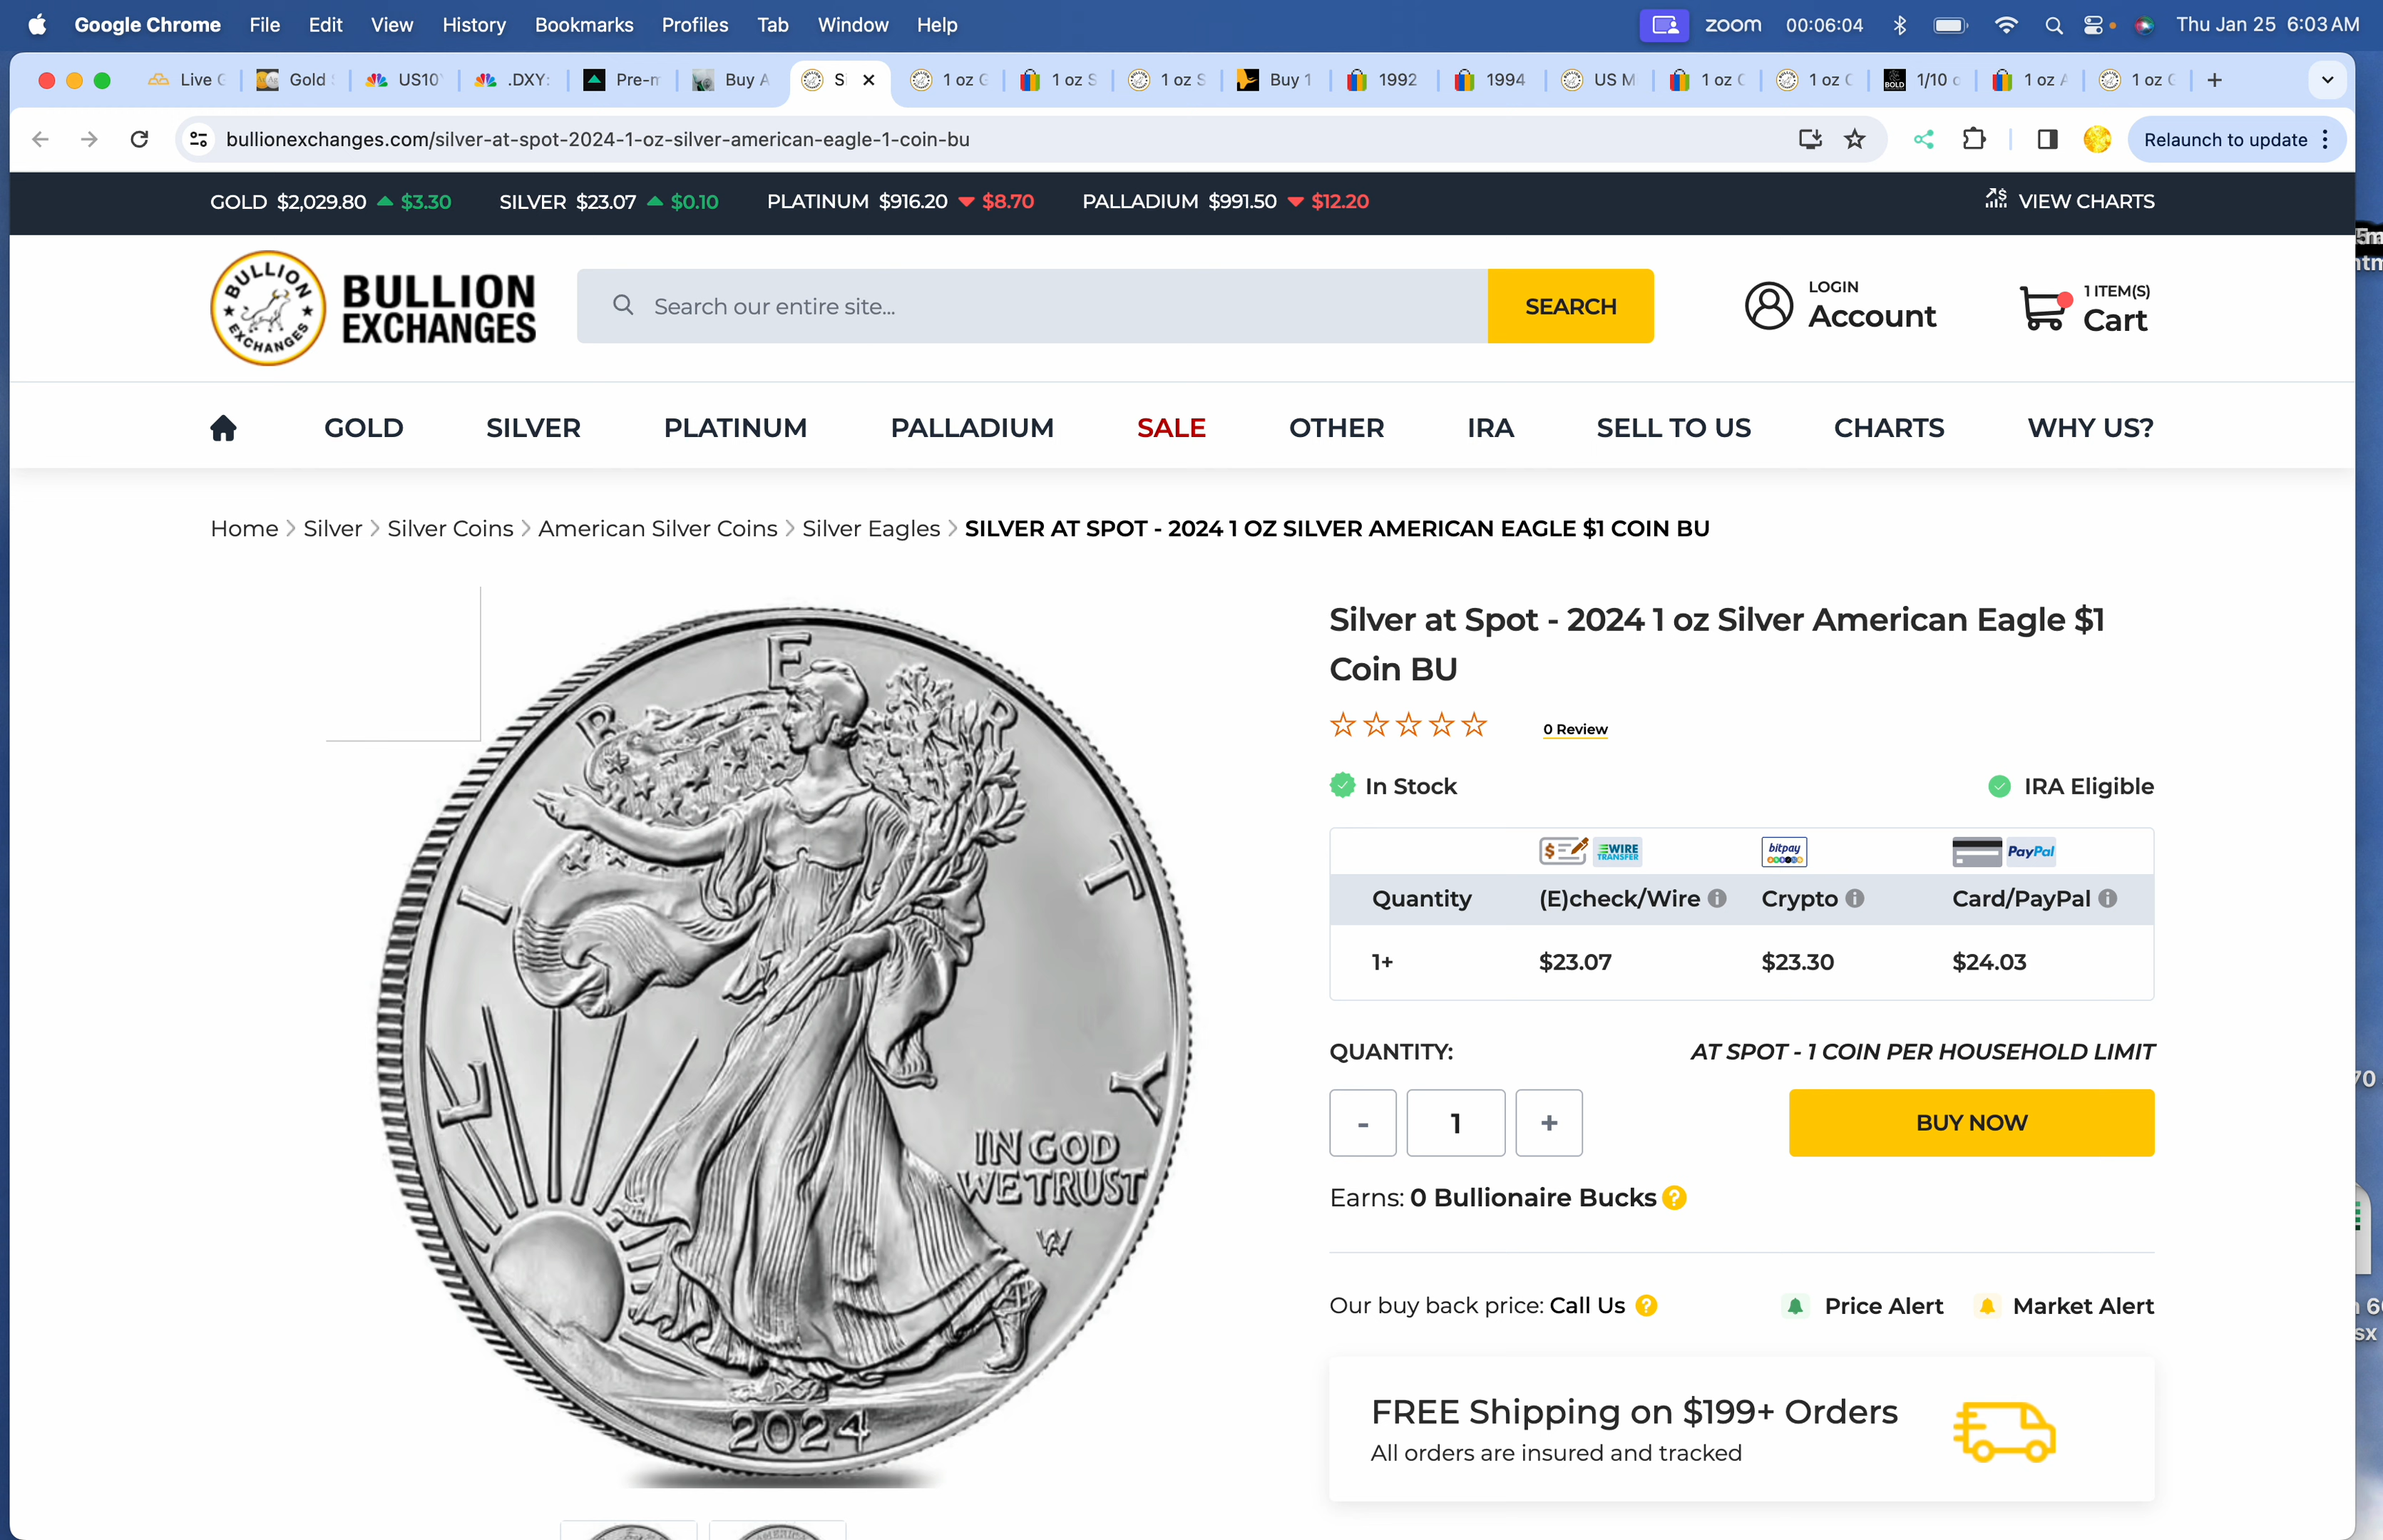 Google Chrome File Edit View History Bookmarks Profiles Tab Window Help zoom 00:06:04 Thu Jan 25 6:03 AM
Live Gold US10 .DXY: Pre-m Buy A S 1 oz 1 oz S 1 oz S Buy 1 1992 1994 US M 1 oz 1 oz BOLD 1/10 1 oz 1 oz
bullionexchanges.com/silver-at-spot-2024-1-oz-silver-american-eagle-1-coin-bu Relaunch to update
GOLD $2,029.80 $3.30 SILVER $23.07 $0.10 PLATINUM $916.20 $8.70 PALLADIUM $991.50 $12.20 VIEW CHARTS
BULLION EXCHANGES
BULLION
EXCHANGES
Search our entire site...
SEARCH
LOGIN
Account
1 ITEM(S)
Cart
GOLD SILVER PLATINUM PALLADIUM SALE OTHER IRA SELL TO US CHARTS WHY US?
Home > Silver > Silver Coins > American Silver Coins > Silver Eagles > SILVER AT SPOT - 2024 1 OZ SILVER AMERICAN EAGLE $1 COIN BU
LIBERTY
IN GOD
WE TRUST
W
2024
Silver at Spot - 2024 1 oz Silver American Eagle $1
Coin BU
0 Review
In Stock IRA Eligible
WIRE TRANSFER bitpay PayPal
Quantity (E)check/Wire Crypto Card/PayPal
1+ $23.07 $23.30 $24.03
QUANTITY: AT SPOT - 1 COIN PER HOUSEHOLD LIMIT
- 1 + BUY NOW
Earns: 0 Bullionaire Bucks ?
Our buy back price: Call Us ? Price Alert Market Alert
FREE Shipping on $199+ Orders
All orders are insured and tracked